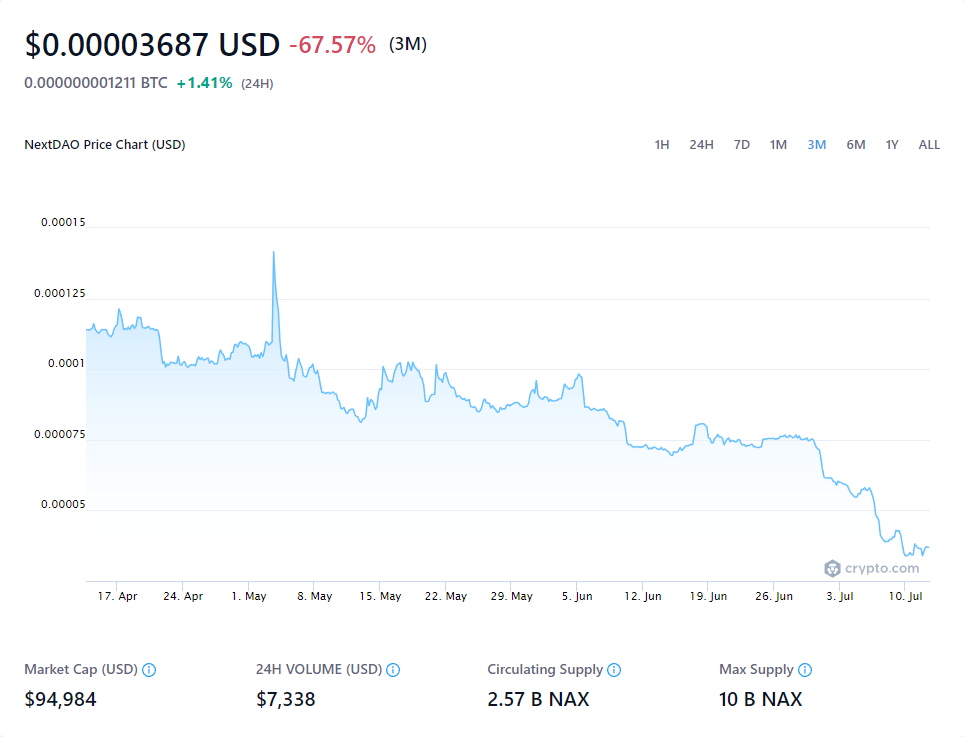 $0.00003687 USD -67.57% (3M)
0.000000001211 BTC +1.41% (24H)
NextDAO Price Chart (USD)
1H 24H 7D 1M 3M 6M 1Y ALL
0.00015
0.000125
0.0001
0.000075
0.00005
crypto.com
17. Apr 24. Apr 1. May 8. May 15. May 22. May 29. May 5. Jun 12. Jun 19. Jun 26. Jun 3. Jul 10. Jul
Market Cap (USD) 24H VOLUME (USD) Circulating Supply Max Supply
$94,984 $7,338 2.57 B NAX 10 B NAX